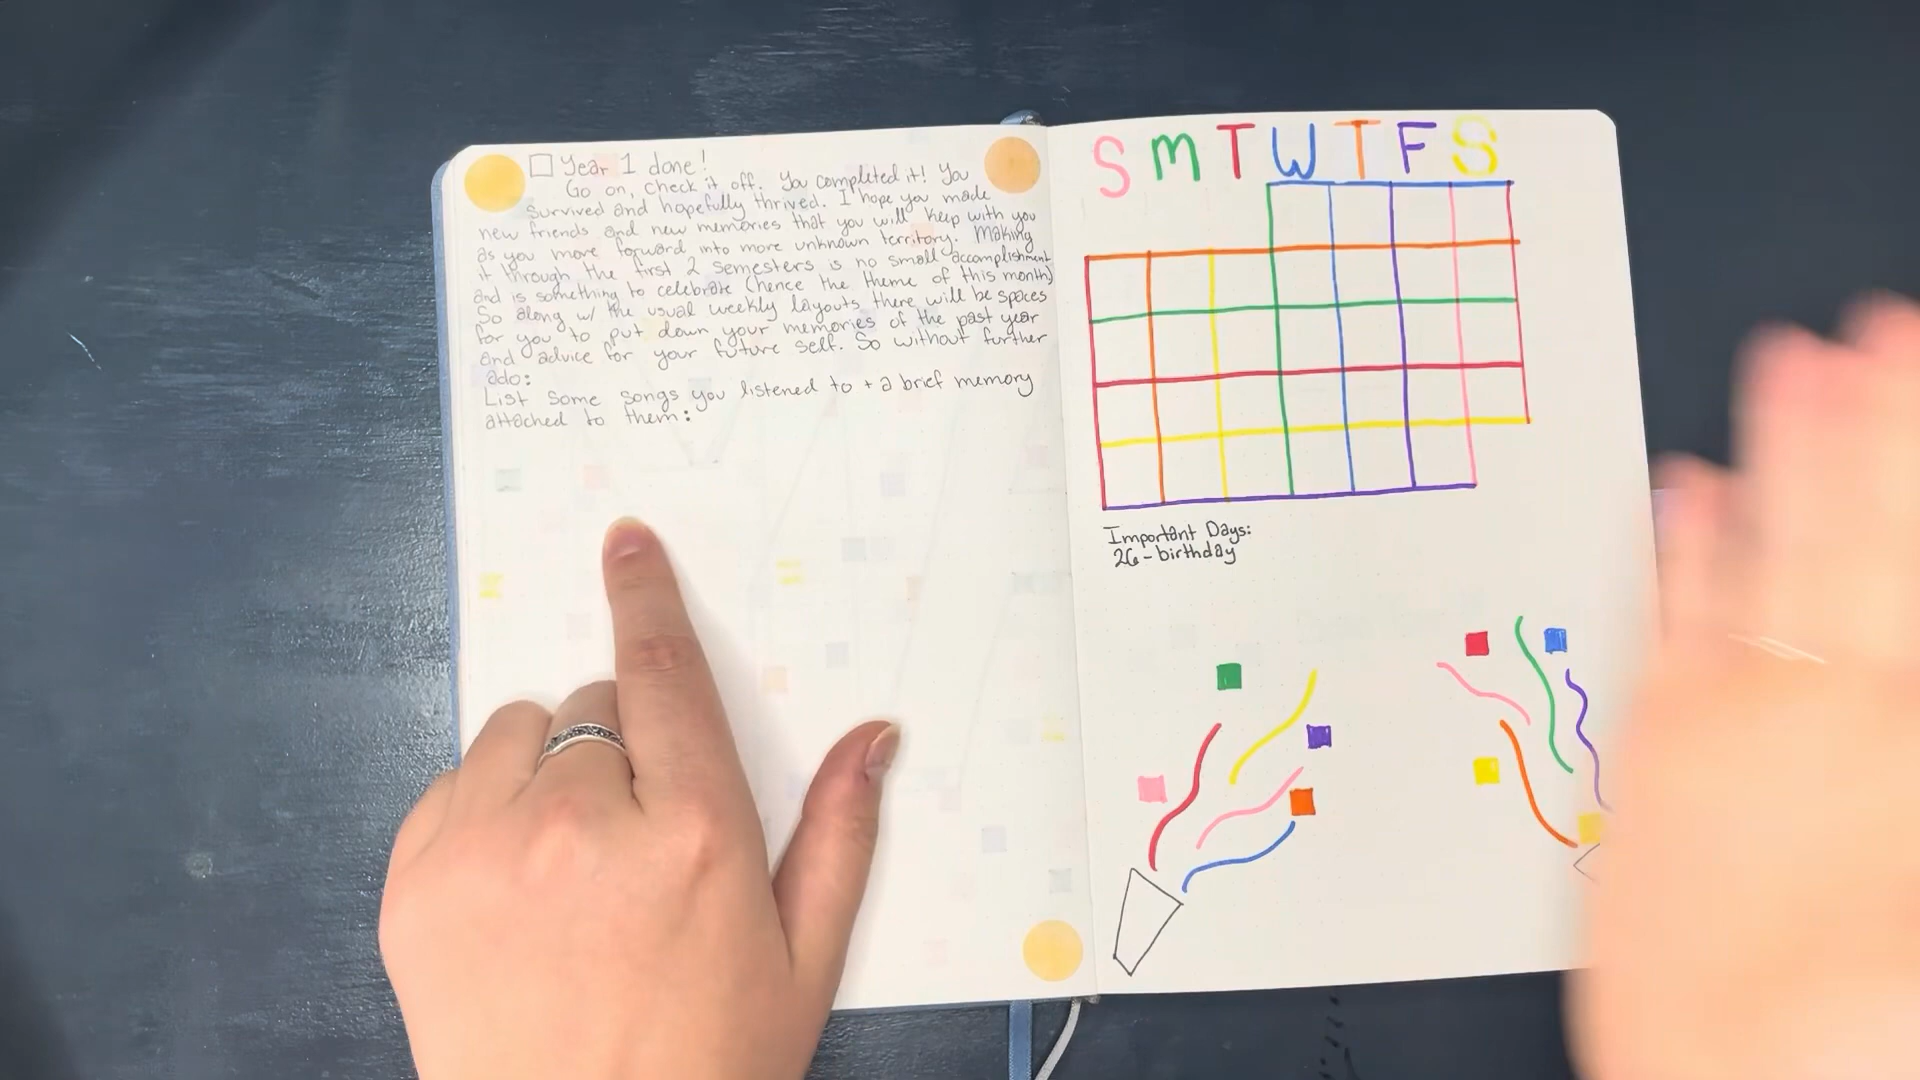 Year 1 done!
Go on, check it off. You completed it! You
survived and hopefully thrived. I hope you made
new friends and new memories that you will keep with you
as you move forward into more unknown territory. Making
it through the first 2 semesters is no small accomplishment
and is something to celebrate (hence the theme of this month)
So along w/ the usual weekly layouts there will be spaces
for you to put down your memories of the past year
and advice for your future self. So without further
ado:
List some songs you listened to + a brief memory
attached to them:
S M T W T F S
Important Days:
26-birthday